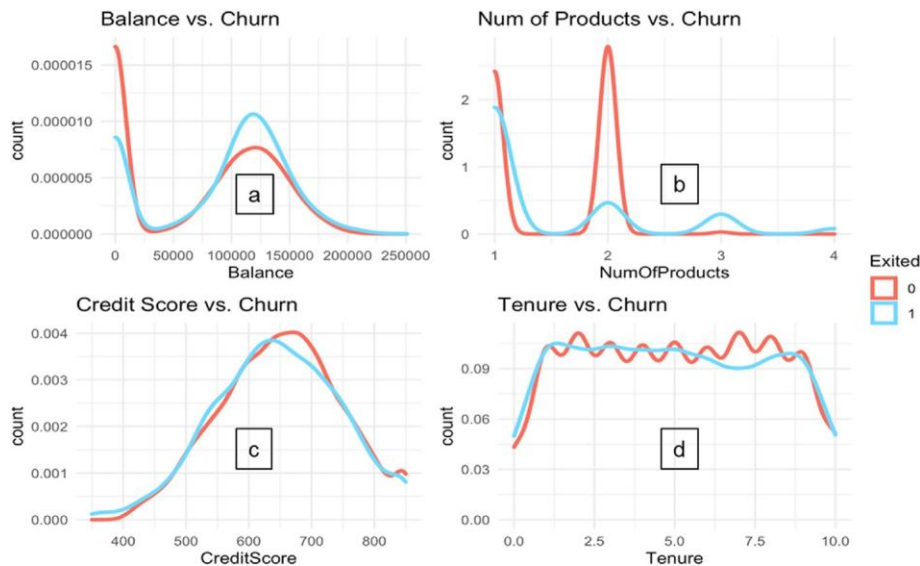 Balance vs. Churn
count
0.000015
0.000010
0.000005
0.000000
a
0 50000 100000 150000 200000 250000
Balance
Num of Products vs. Churn
count
2
1
0
b
1 2 3 4
NumOfProducts
Exited
0
1
Credit Score vs. Churn
count
0.004
0.003
0.002
0.001
0.000
c
400 500 600 700 800
CreditScore
Tenure vs. Churn
count
0.09
0.06
0.03
0.00
d
0.0 2.5 5.0 7.5 10.0
Tenure